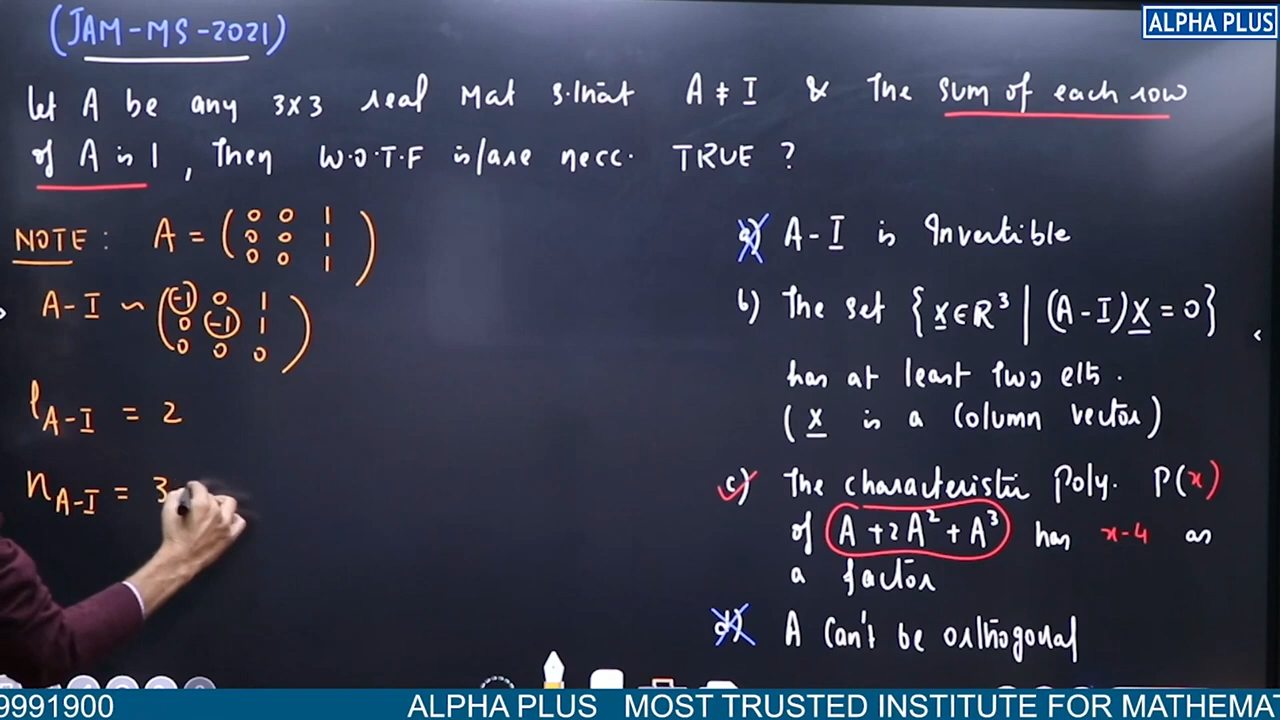 (JAM-MS-2021)
ALPHA PLUS
let A be any 3x3 real Mat s.that A ≠ I & The sum of each row
of A is 1, Then W.O.T.F is/are necc. TRUE ?
NOTE : A = ( 0 0 1
0 0 1
0 0 1 )
A-I ~ ( -1 0 1
0 -1 1
0 0 0 )
ρA-I = 2
nA-I = 3
a) A-I is Invertible
b) The set {X∈R³ | (A-I)X = 0}
has at least Two elts.
(X is a Column vector)
c) The characteristic Poly. P(x)
of A +2A² + A³ has x-4 as
a factor
d) A can't be orthogonal
9991900 ALPHA PLUS MOST TRUSTED INSTITUTE FOR MATHEMA